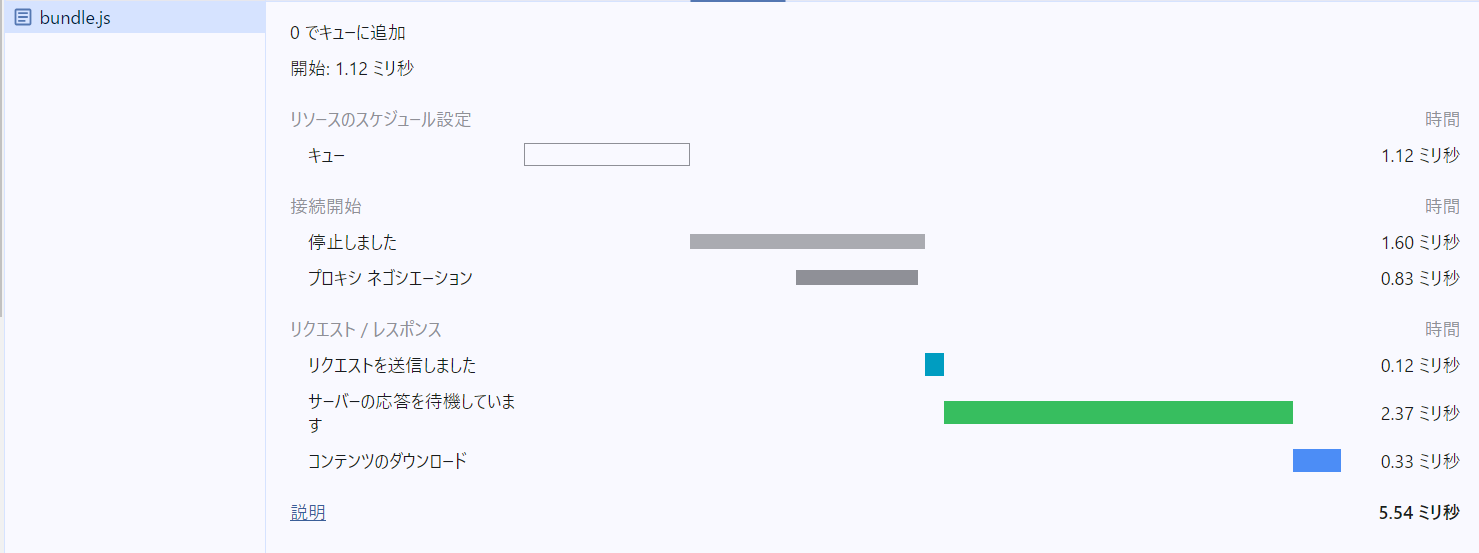 bundle.js
0 でキューに追加
開始: 1.12 ミリ秒
リソースのスケジュール設定 時間
キュー 1.12 ミリ秒
接続開始 時間
停止しました 1.60 ミリ秒
プロキシ ネゴシエーション 0.83 ミリ秒
リクエスト / レスポンス 時間
リクエストを送信しました 0.12 ミリ秒
サーバーの応答を待機していま
す 2.37 ミリ秒
コンテンツのダウンロード 0.33 ミリ秒
説明 5.54 ミリ秒